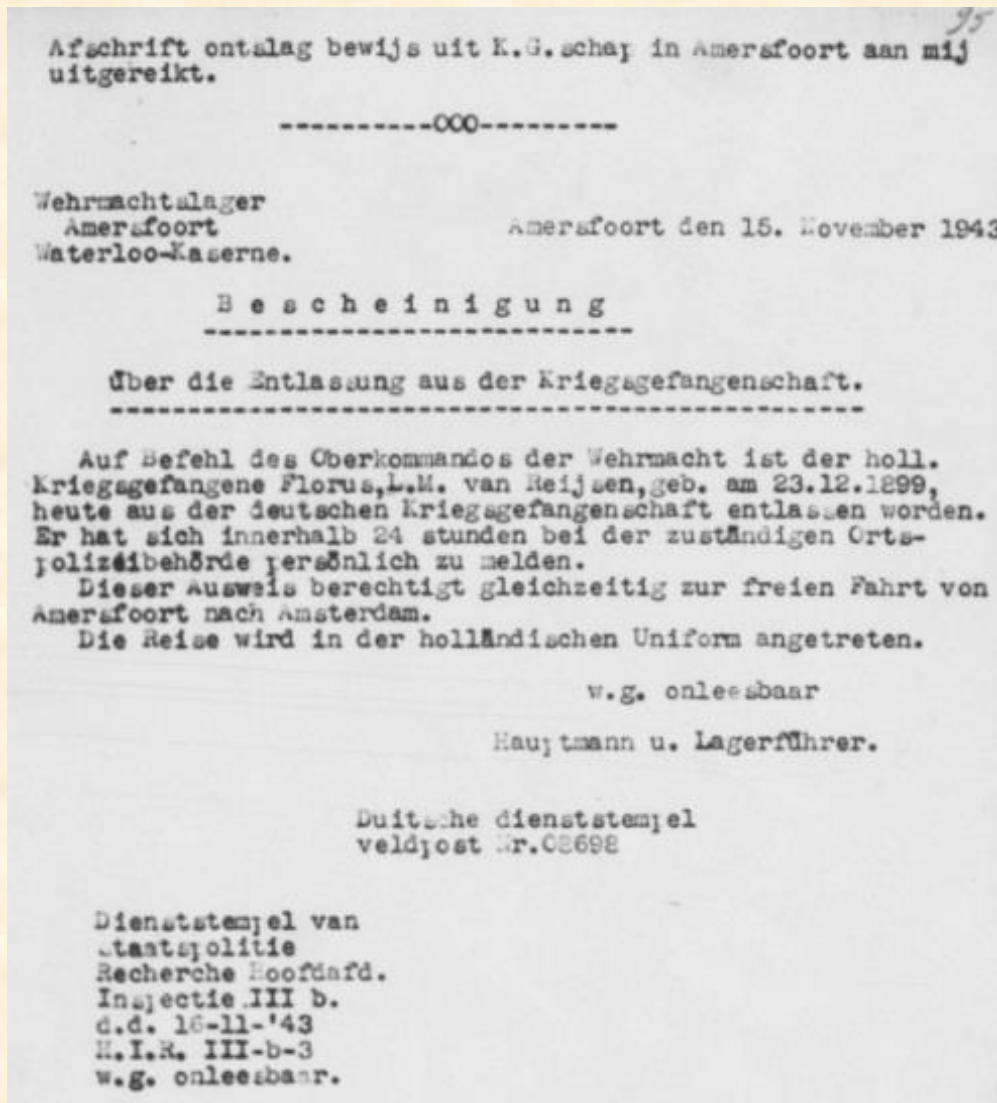 95
Afschrift ontslag bewijs uit K.G.schap in Amersfoort aan mij
uitgereikt.
----------OOO---------
Wehrmachtslager
Amersfoort
Amersfoort den 15. November 1943
Waterloo-Kaserne.
B e s c h e i n i g u n g
----------------------------
über die Entlassung aus der Kriegsgefangenschaft.
-------------------------------------------------
Auf Befehl des Oberkommandos der Wehrmacht ist der holl.
Kriegsgefangene Florus,L.M. van Reijsen,geb. am 23.12.1899,
heute aus der deutschen Kriegsgefangenschaft entlassen worden.
Er hat sich innerhalb 24 stunden bei der zuständigen Orts-
polizeibehörde persönlich zu melden.
Dieser Ausweis berechtigt gleichzeitig zur freien Fahrt von
Amersfoort nach Amsterdam.
Die Reise wird in der holländischen Uniform angetreten.
w.g. onleesbaar
Hauptmann u. Lagerführer.
Duitsche dienststempel
veldpost Nr.08698
Dienststempel van
Staatspolitie
Recherche Hoofdafd.
Inspectie III b.
d.d. 16-11-'43
H.I.R. III-b-3
w.g. onleesbaar.